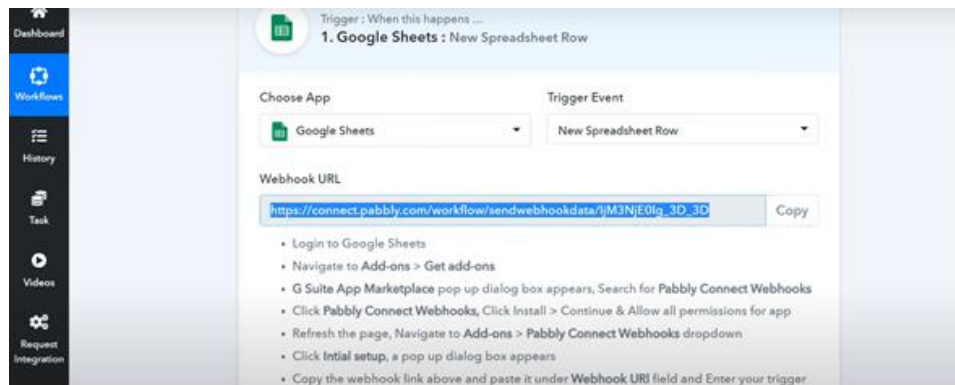 Dashboard
Workflows
History
Task
Videos
Request
Integration
Trigger : When this happens ...
1. Google Sheets : New Spreadsheet Row
Choose App
Trigger Event
Google Sheets
New Spreadsheet Row
Webhook URL
https://connect.pabbly.com/workflow/sendwebhookdata/IjM3NjE0Ig_3D_3D
Copy
• Login to Google Sheets
• Navigate to Add-ons > Get add-ons
• G Suite App Marketplace pop up dialog box appears, Search for Pabbly Connect Webhooks
• Click Pabbly Connect Webhooks, Click Install > Continue & Allow all permissions for app
• Refresh the page, Navigate to Add-ons > Pabbly Connect Webhooks dropdown
• Click Intial setup, a pop up dialog box appears
• Copy the webhook link above and paste it under Webhook URl field and Enter your trigger